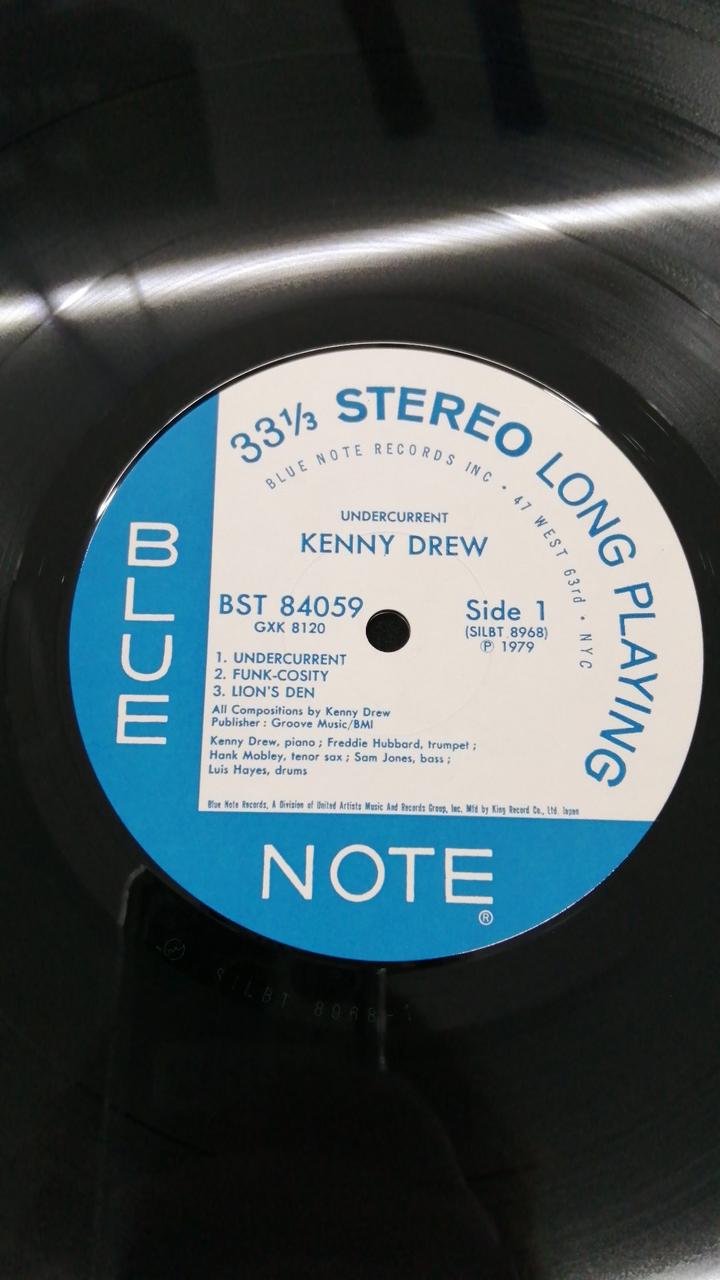 33⅓ STEREO LONG PLAYING
BLUE NOTE RECORDS INC • 47 WEST 63rd • NYC
UNDERCURRENT
KENNY DREW
BST 84059
GXK 8120
Side 1
(SILBT 8968)
Ⓟ 1979
1. UNDERCURRENT
2. FUNK-COSITY
3. LION'S DEN
All Compositions by Kenny Drew
Publisher : Groove Music/BMI
Kenny Drew, piano ; Freddie Hubbard, trumpet ;
Hank Mobley, tenor sax ; Sam Jones, bass ;
Luis Hayes, drums
Blue Note Records, A Division of United Artists Music And Records Group, Inc. Mfd by King Record Co., Ltd. Japan
BLUE
NOTE
®
SILBT